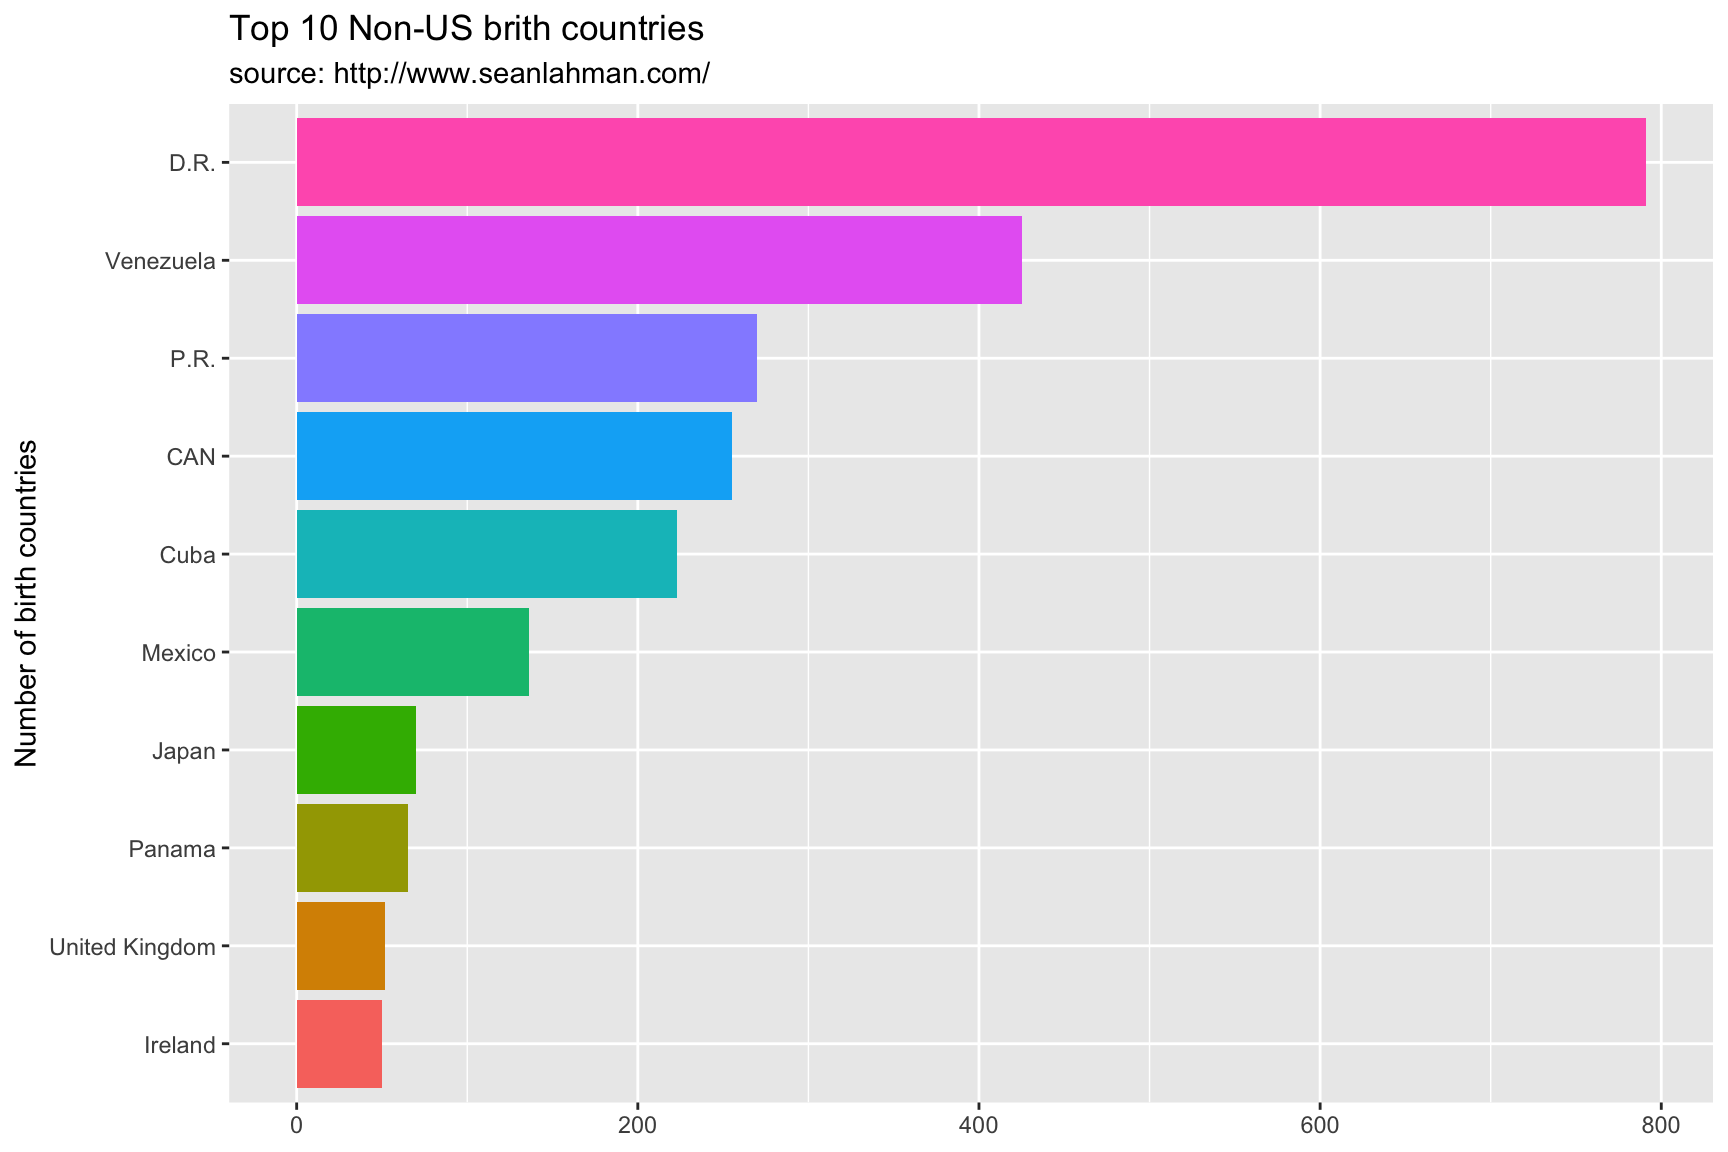 Top 10 Non-US brith countries
source: http://www.seanlahman.com/
Number of birth countries
D.R.
Venezuela
P.R.
CAN
Cuba
Mexico
Japan
Panama
United Kingdom
Ireland
0 200 400 600 800